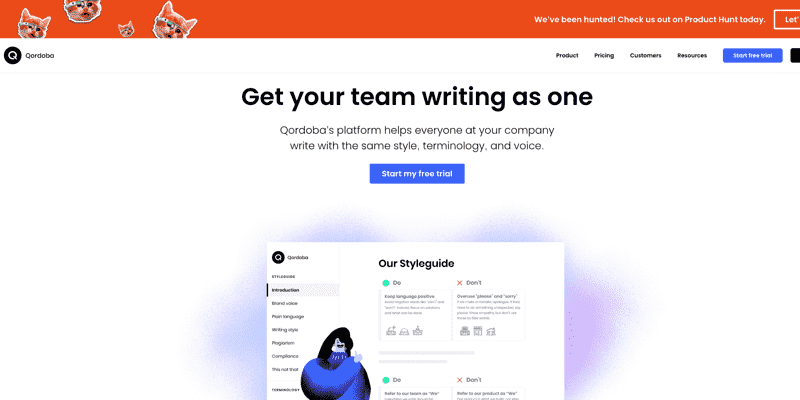 We've been hunted! Check us out on Product Hunt today.
Let'
Qordoba
Product
Pricing
Customers
Resources
Start free trial
Get your team writing as one
Qordoba's platform helps everyone at your company
write with the same style, terminology, and voice.
Start my free trial
Qordoba
STYLEGUIDE
Introduction
Brand voice
Plain language
Writing style
Plagiarism
Compliance
This not that
TERMINOLOGY
Our Styleguide
Do
Keep language positive.
Don't
Overuse "please" and "sorry"
Do
Refer to our team as "We"
Don't
Refer to our product as "We"